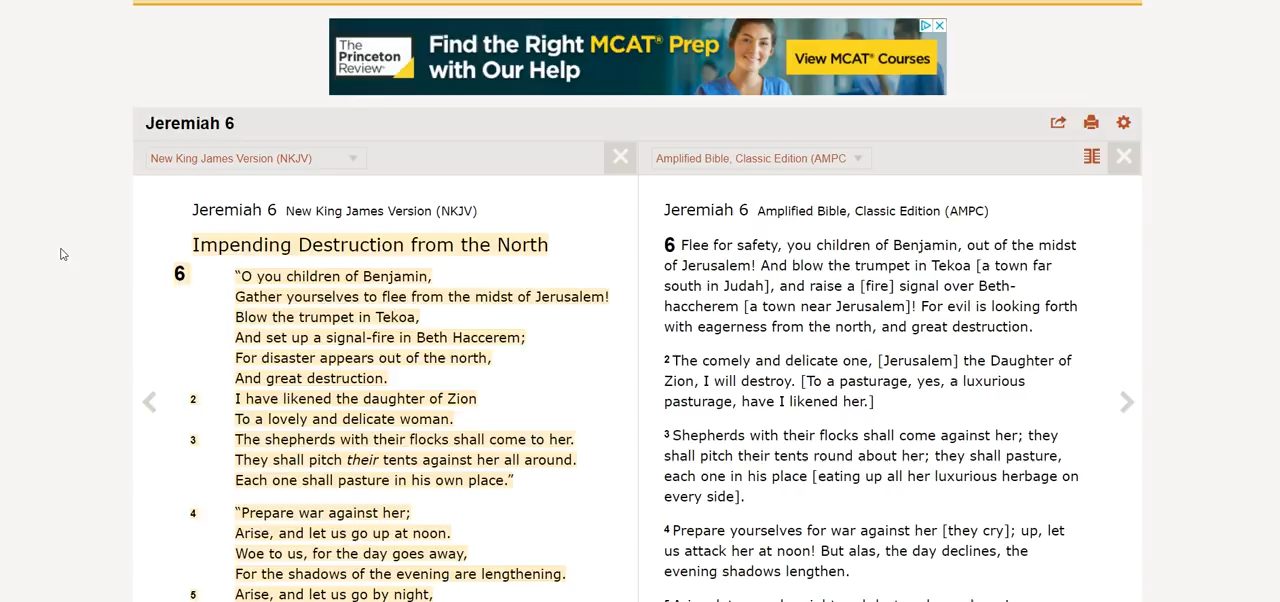 The
Princeton
Review®
Find the Right MCAT® Prep
with Our Help
View MCAT® Courses
Jeremiah 6
New King James Version (NKJV)
Jeremiah 6 New King James Version (NKJV)
Impending Destruction from the North
6 “O you children of Benjamin,
Gather yourselves to flee from the midst of Jerusalem!
Blow the trumpet in Tekoa,
And set up a signal-fire in Beth Haccerem;
For disaster appears out of the north,
And great destruction.
2 I have likened the daughter of Zion
To a lovely and delicate woman.
3 The shepherds with their flocks shall come to her.
They shall pitch their tents against her all around.
Each one shall pasture in his own place.”
4 “Prepare war against her;
Arise, and let us go up at noon.
Woe to us, for the day goes away,
For the shadows of the evening are lengthening.
5 Arise, and let us go by night,
Amplified Bible, Classic Edition (AMPC
Jeremiah 6 Amplified Bible, Classic Edition (AMPC)
6 Flee for safety, you children of Benjamin, out of the midst
of Jerusalem! And blow the trumpet in Tekoa [a town far
south in Judah], and raise a [fire] signal over Beth-
haccherem [a town near Jerusalem]! For evil is looking forth
with eagerness from the north, and great destruction.
2 The comely and delicate one, [Jerusalem] the Daughter of
Zion, I will destroy. [To a pasturage, yes, a luxurious
pasturage, have I likened her.]
3 Shepherds with their flocks shall come against her; they
shall pitch their tents round about her; they shall pasture,
each one in his place [eating up all her luxurious herbage on
every side].
4 Prepare yourselves for war against her [they cry]; up, let
us attack her at noon! But alas, the day declines, the
evening shadows lengthen.